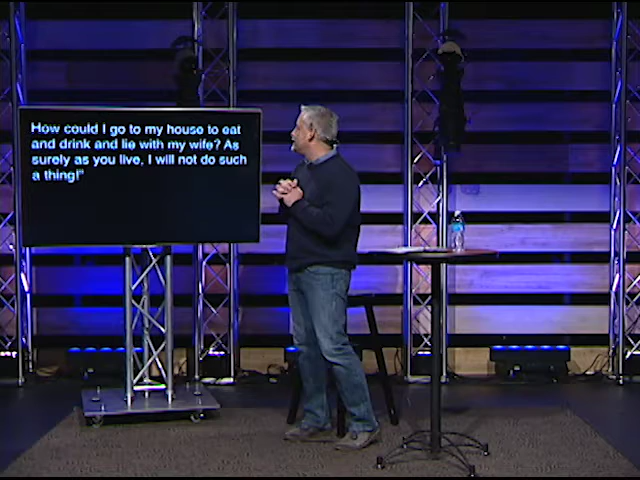 How could I go to my house to eat
and drink and lie with my wife? As
surely as you live, I will not do such
a thing!”